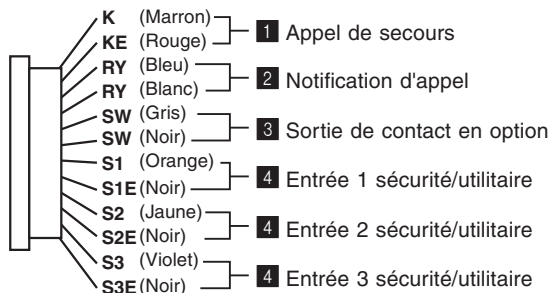 K (Marron)
KE (Rouge)
1 Appel de secours
RY (Bleu)
RY (Blanc)
2 Notification d'appel
SW (Gris)
SW (Noir)
3 Sortie de contact en option
S1 (Orange)
S1E (Noir)
4 Entrée 1 sécurité/utilitaire
S2 (Jaune)
S2E (Noir)
4 Entrée 2 sécurité/utilitaire
S3 (Violet)
S3E (Noir)
4 Entrée 3 sécurité/utilitaire